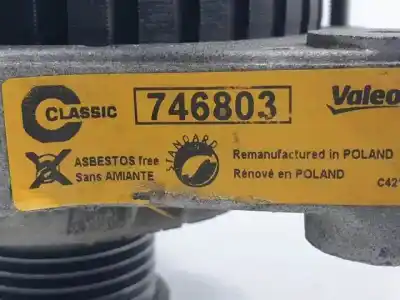 C CLASSIC
746803
Valeo
ASBESTOS free
Sans AMIANTE
STANDARD
Remanufactured in POLAND
Rénové en POLAND
C42